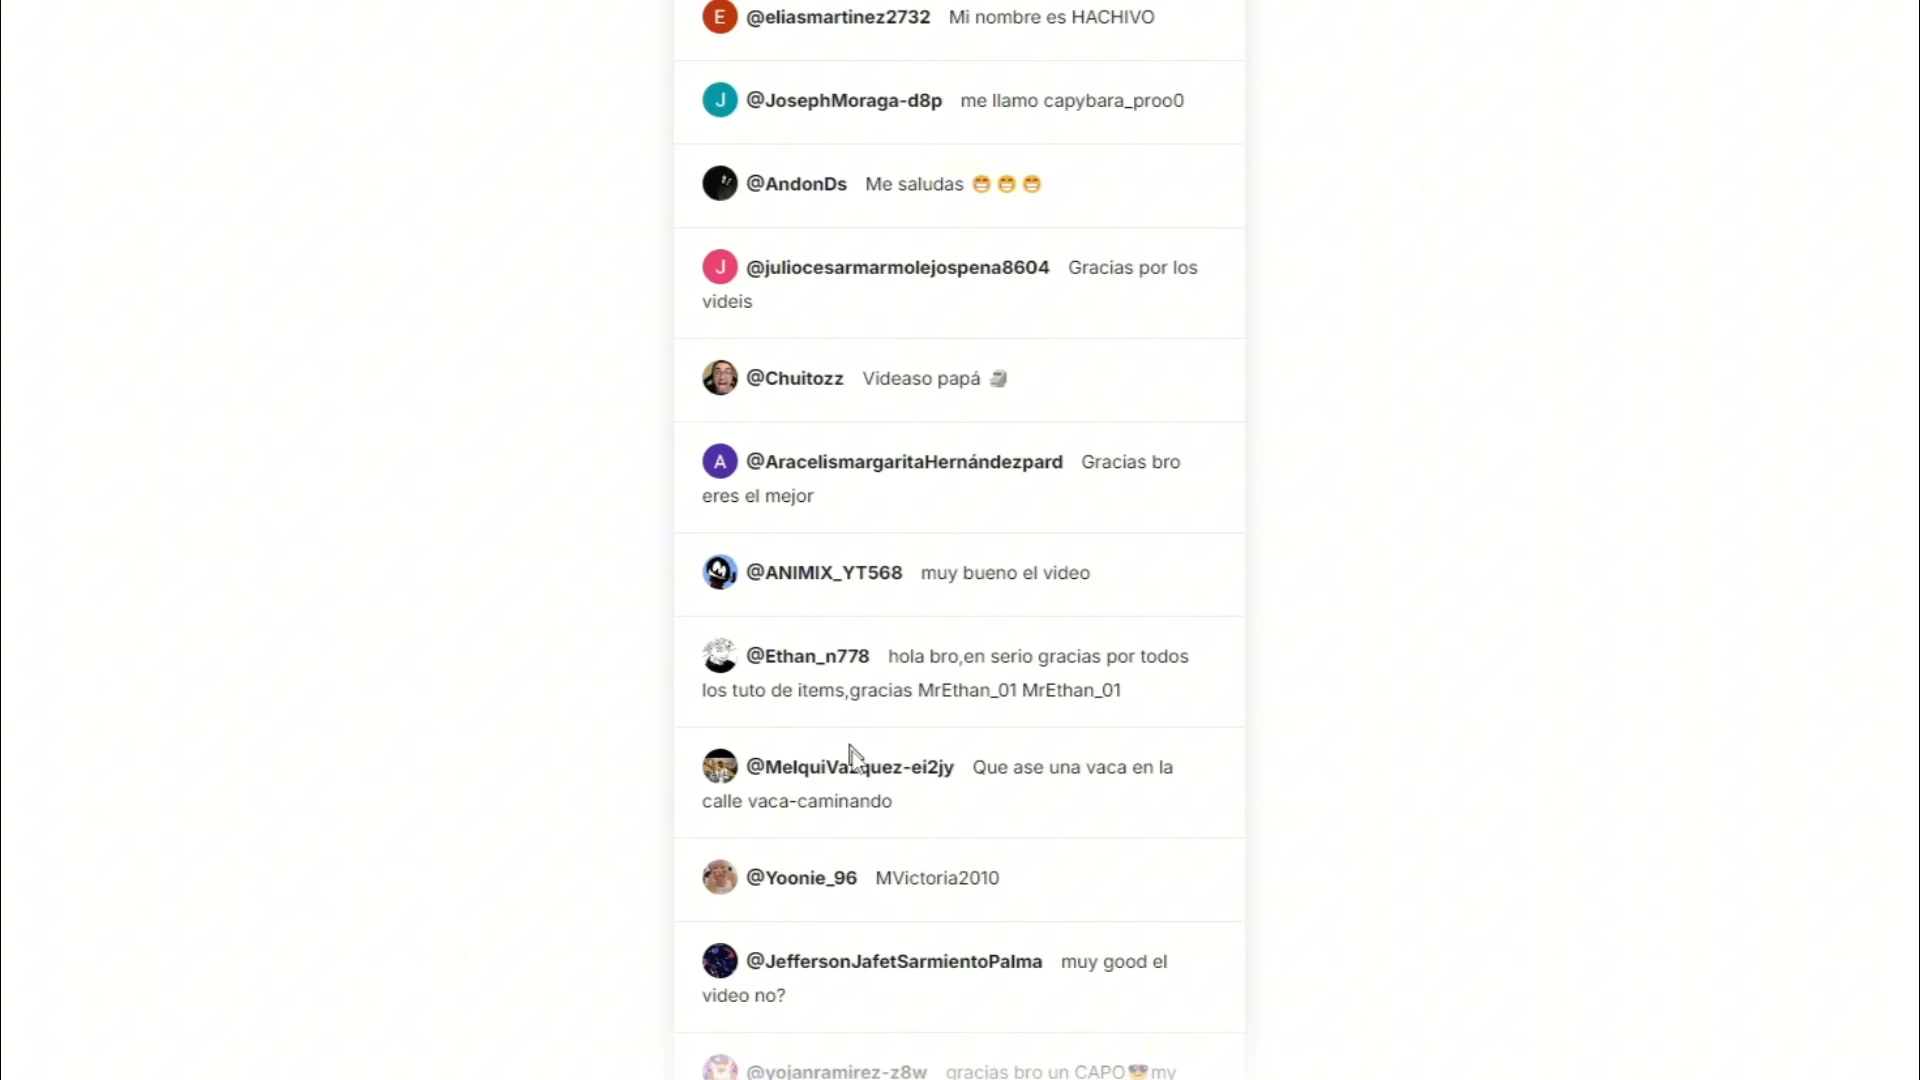 E @eliasmartinez2732 Mi nombre es HACHIVO
J @JosephMoraga-d8p me llamo capybara_proo0
@AndonDs Me saludas 😁😁😁
J @juliocesarmarmolejospena8604 Gracias por los
videis
@Chuitozz Videaso papá 🗿
A @AracelismargaritaHernándezpard Gracias bro
eres el mejor
@ANIMIX_YT568 muy bueno el video
@Ethan_n778 hola bro,en serio gracias por todos
los tuto de items,gracias MrEthan_01 MrEthan_01
@MelquiVazquez-ei2jy Que ase una vaca en la
calle vaca-caminando
@Yoonie_96 MVictoria2010
@JeffersonJafetSarmientoPalma muy good el
video no?
@yojanramirez-z8w gracias bro un CAPO😎my